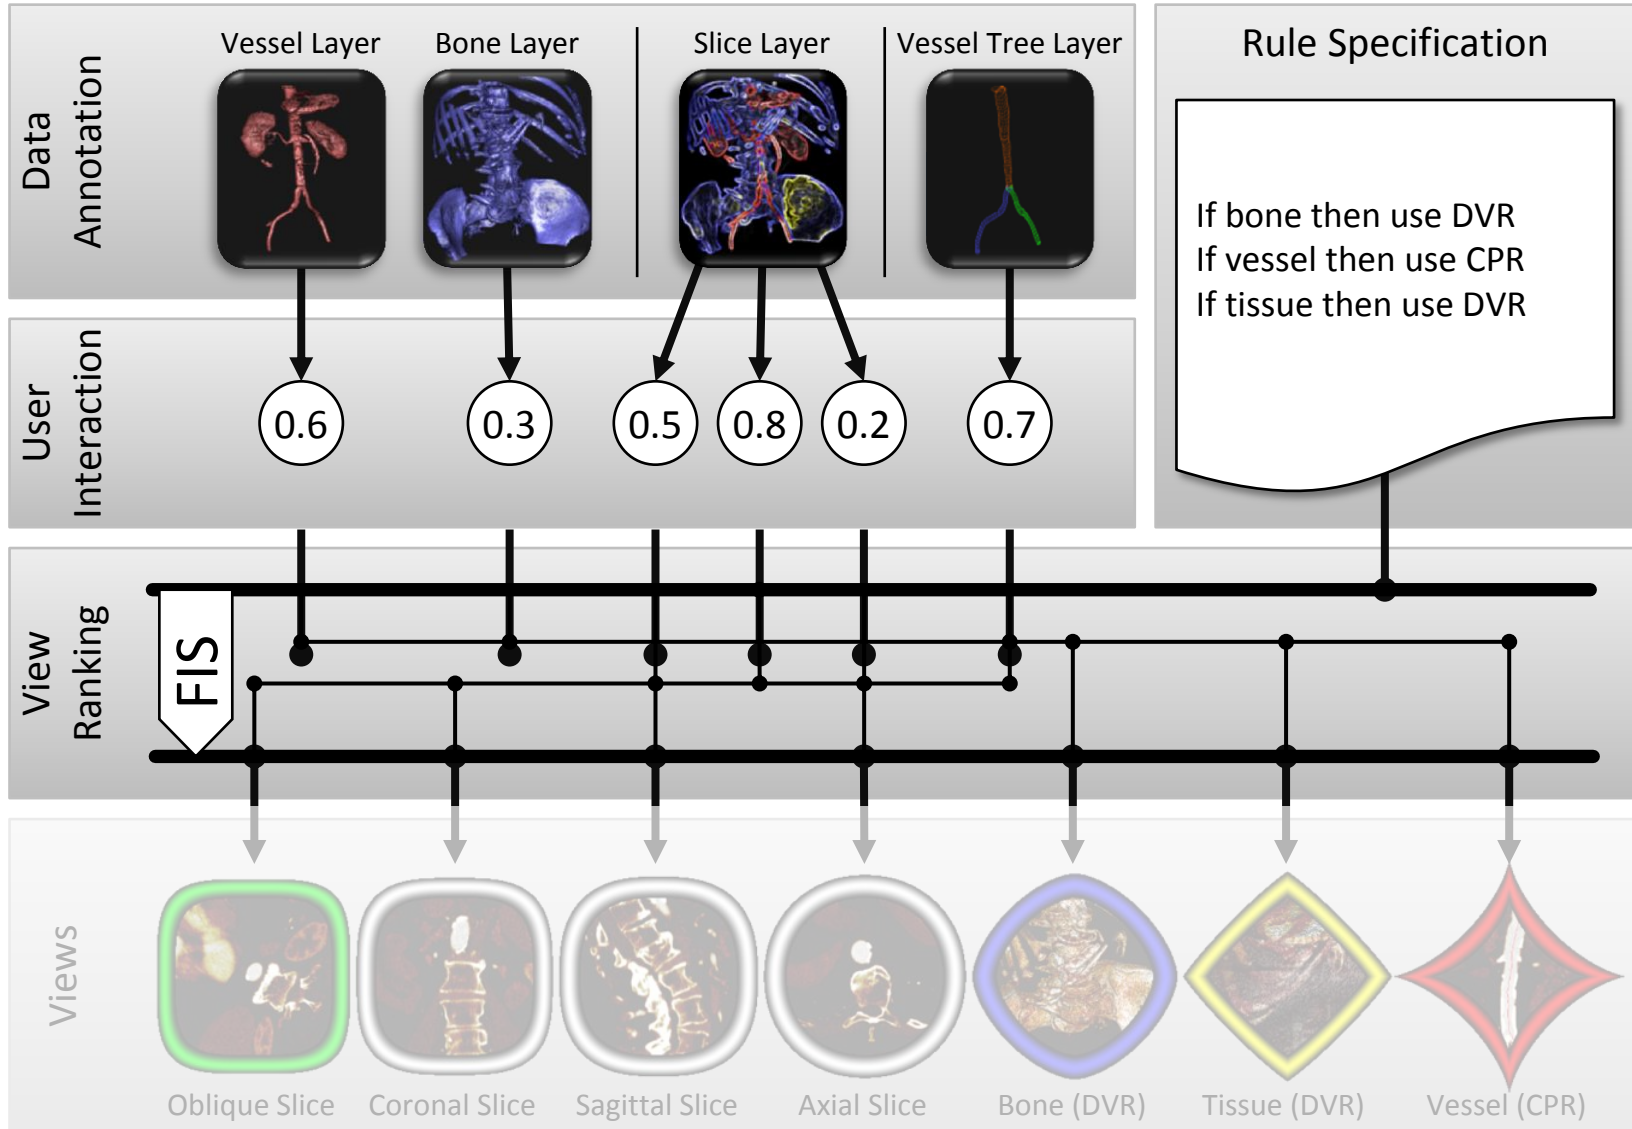 Data
Annotation
Vessel Layer
Bone Layer
Slice Layer
Vessel Tree Layer
Rule Specification
If bone then use DVR
If vessel then use CPR
If tissue then use DVR
User
Interaction
0.6
0.3
0.5
0.8
0.2
0.7
View
Ranking
FIS
Views
Oblique Slice
Coronal Slice
Sagittal Slice
Axial Slice
Bone (DVR)
Tissue (DVR)
Vessel (CPR)